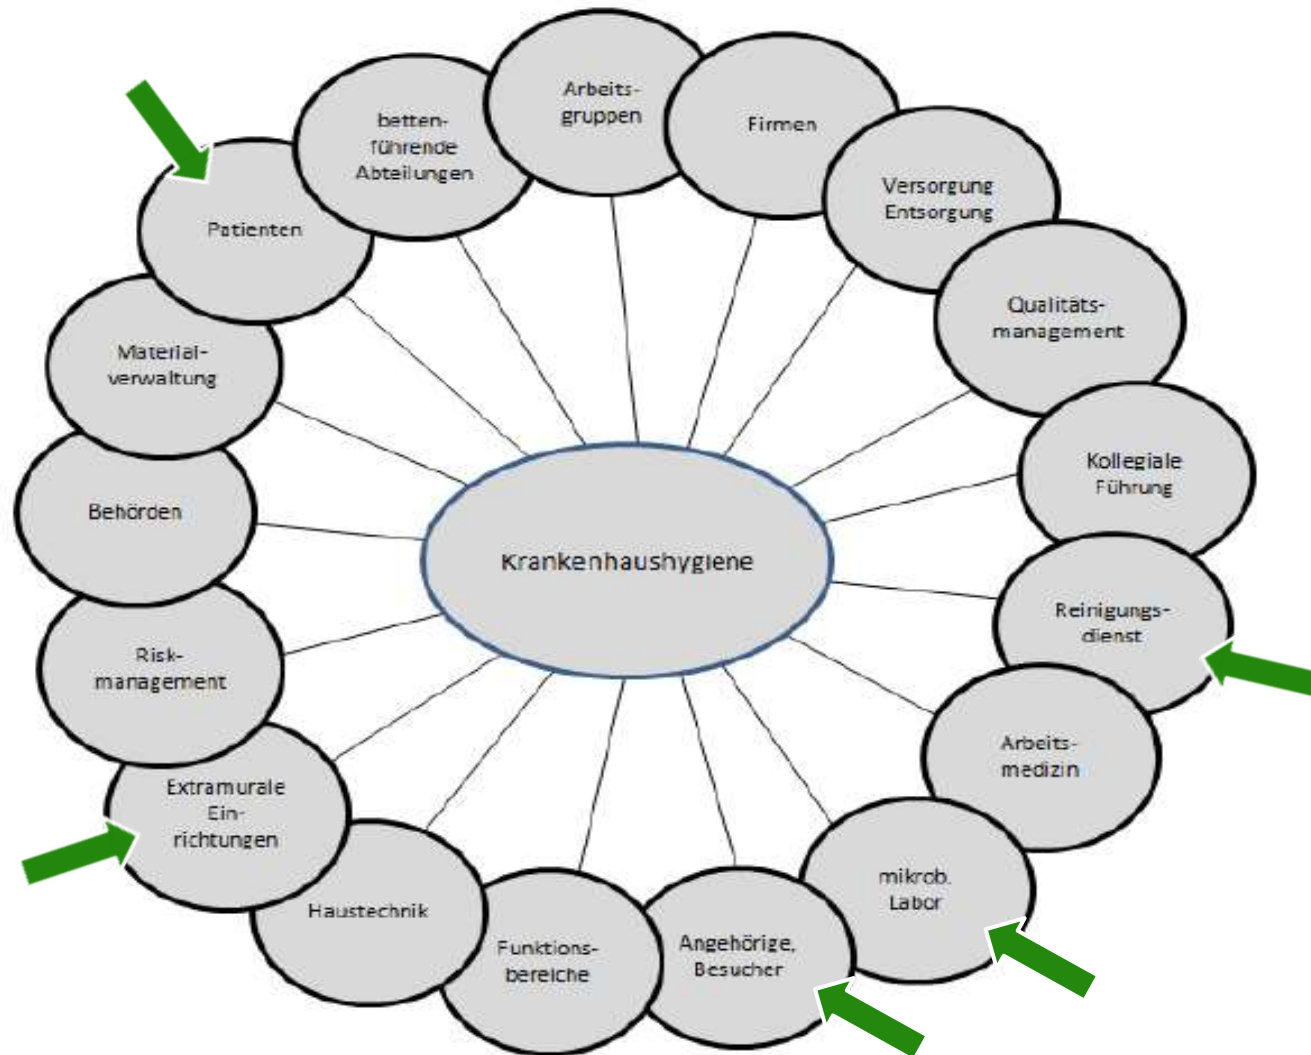 Arbeits-
gruppen
Firmen
Versorgung
Entsorgung
Qualitäts-
management
Kollegiale
Führung
Reinigungs-
dienst
Arbeits-
medizin
mikrob.
Labor
Angehörige,
Besucher
Funktions-
bereiche
Haustechnik
Extramurale
Ein-
richtungen
Risk-
management
Behörden
Material-
verwaltung
Patienten
betten-
führende
Abteilungen
Krankenhaushygiene